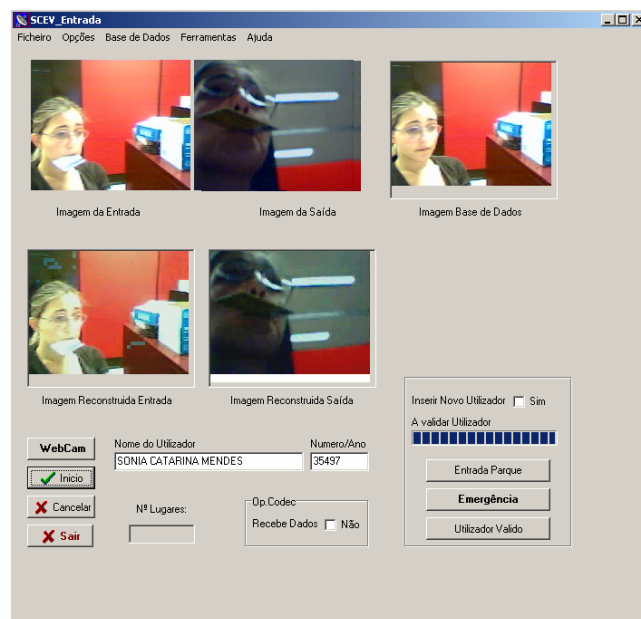 SCEV_Entrada
Ficheiro Opções Base de Dados Ferramentas Ajuda
Imagem da Entrada
Imagem da Saída
Imagem Base de Dados
Imagem Reconstruida Entrada
Imagem Reconstruida Saída
Inserir Novo Utilizador Sim
A validar Utilizador
WebCam
Nome do Utilizador
Numero/Ano
SONIA CATARINA MENDES
35497
Entrada Parque
Inicio
Emergência
Cancelar
Nº Lugares:
Op.Codec
Recebe Dados Não
Utilizador Valido
Sair